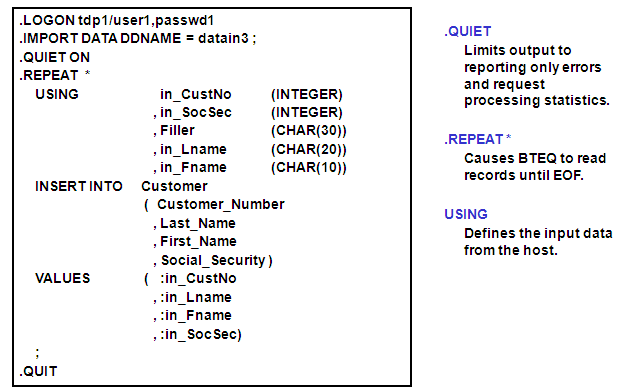 .LOGON tdp1/user1,passwd1
.IMPORT DATA DDNAME = datain3 ;
.QUIET ON
.REPEAT *
USING in_CustNo (INTEGER)
, in_SocSec (INTEGER)
, Filler (CHAR(30))
, in_Lname (CHAR(20))
, in_Fname (CHAR(10))
INSERT INTO Customer
( Customer_Number
, Last_Name
, First_Name
, Social_Security )
VALUES ( :in_CustNo
, :in_Lname
, :in_Fname
, :in_SocSec)
;
.QUIT
.QUIET
Limits output to
reporting only errors
and request
processing statistics.
.REPEAT *
Causes BTEQ to read
records until EOF.
USING
Defines the input data
from the host.